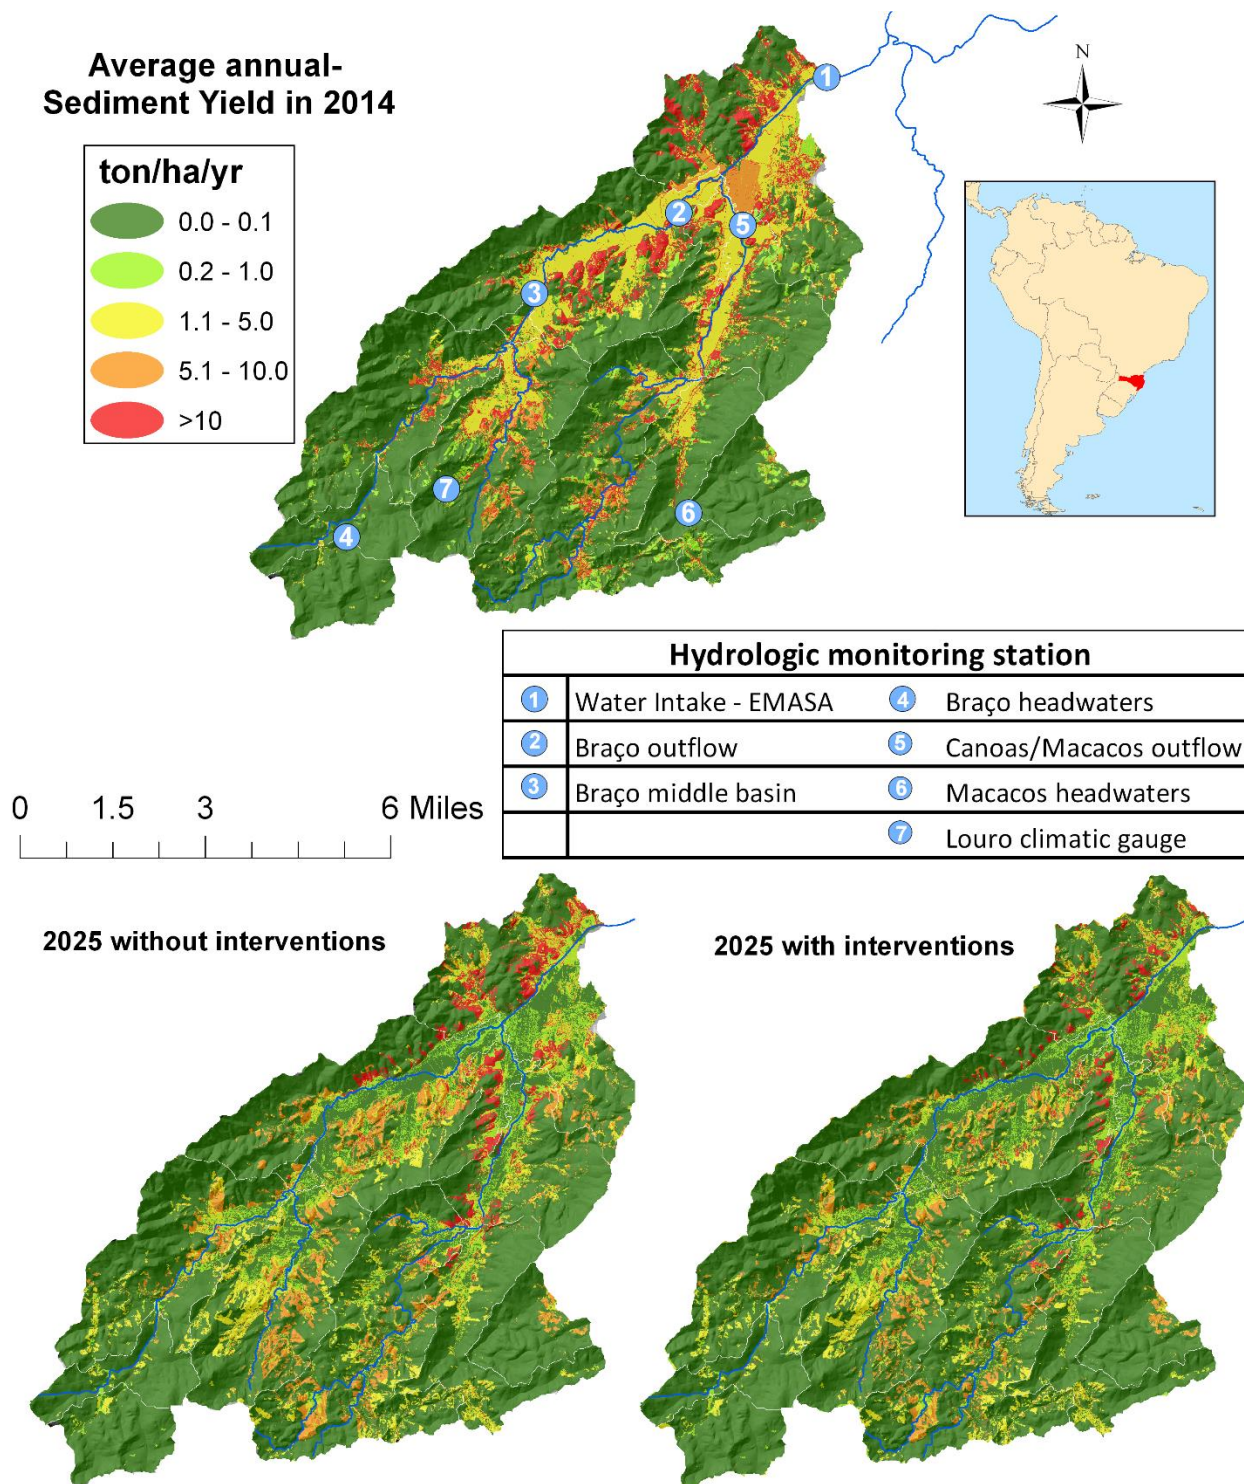 Average annual-
Sediment Yield in 2014
ton/ha/yr
0.0 - 0.1
0.2 - 1.0
1.1 - 5.0
5.1 - 10.0
>10
N
1
2
5
3
7
6
4
Hydrologic monitoring station
1 Water Intake - EMASA 4 Braço headwaters
2 Braço outflow 5 Canoas/Macacos outflow
3 Braço middle basin 6 Macacos headwaters
7 Louro climatic gauge
0 1.5 3 6 Miles
2025 without interventions
2025 with interventions